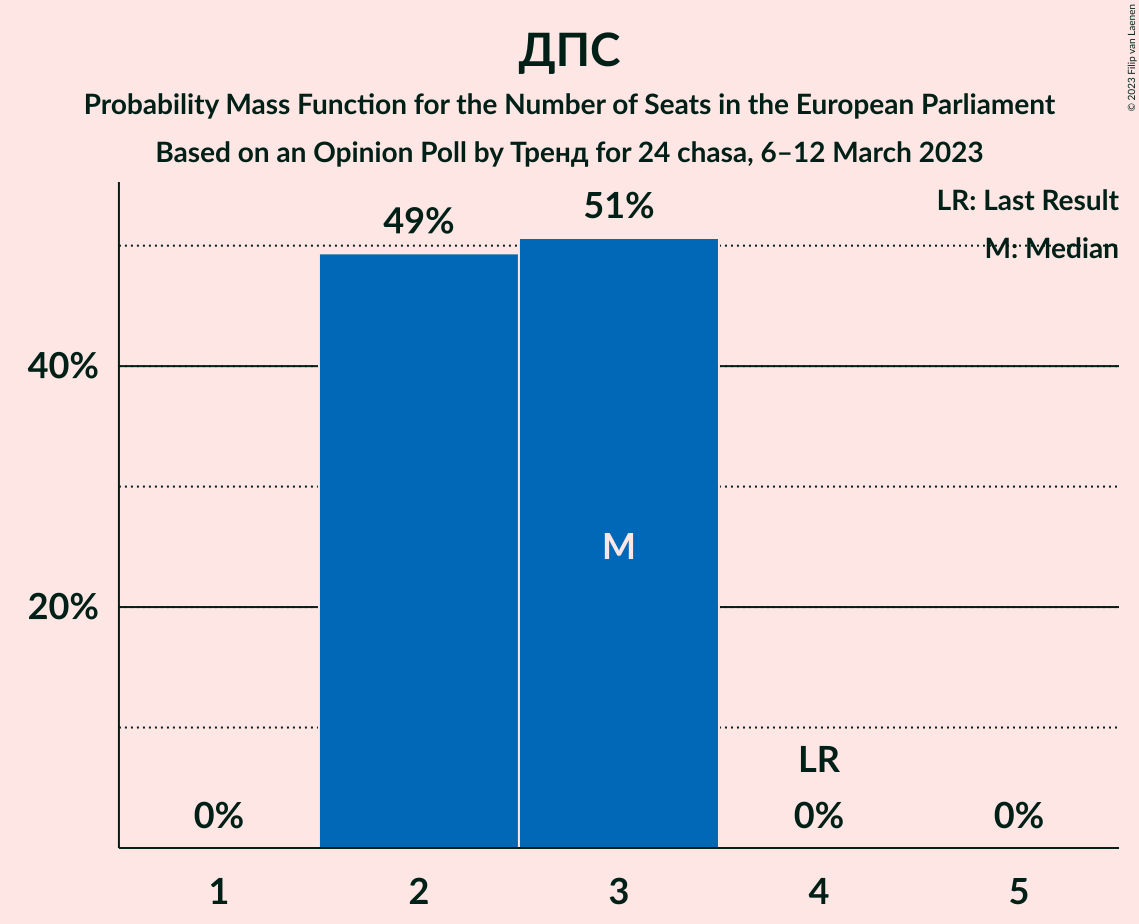 ДПС
Probability Mass Function for the Number of Seats in the European Parliament
Based on an Opinion Poll by Тренд for 24 chasa, 6–12 March 2023
© 2023 Filip van Laenen
LR: Last Result
M: Median
49%
51%
40%
20%
M
LR
0%
0%
0%
1
2
3
4
5